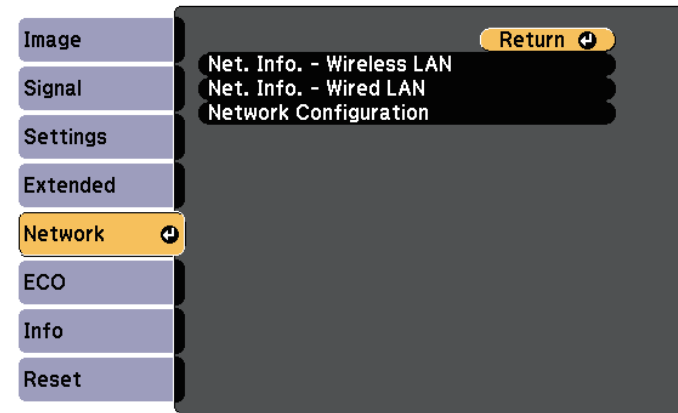 Image
Signal
Settings
Extended
Network
ECO
Info
Reset
Return
Net. Info. - Wireless LAN
Net. Info. - Wired LAN
Network Configuration